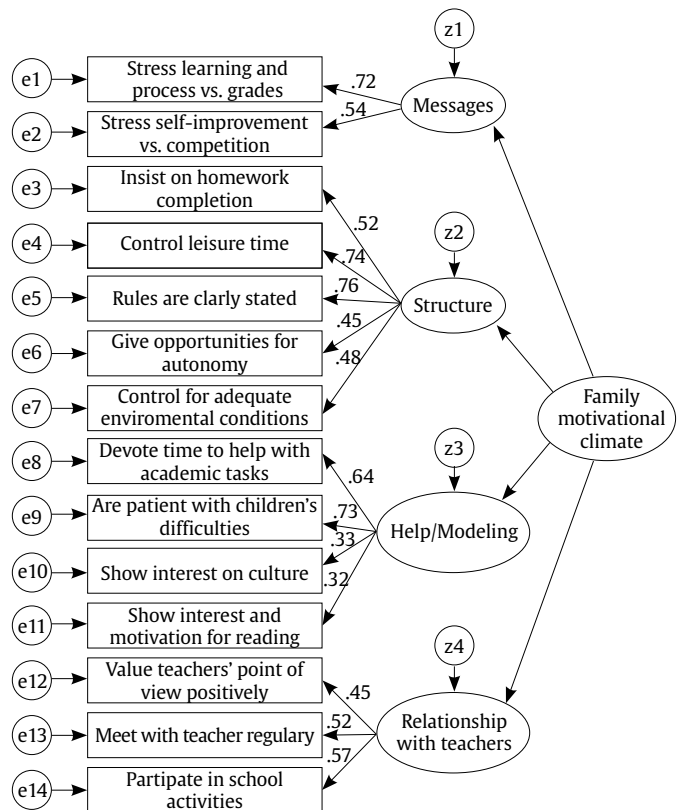 z1
e1
Stress learning and
process vs. grades
.72
Messages
.54
e2
Stress self-improvement
vs. competition
e3
Insist on homework
completion
.52
z2
e4
Control leisure time
.74
e5
Rules are clarly stated
.76
Structure
.45
e6
Give opportunities for
autonomy
.48
e7
Control for adequate
enviromental conditions
Family
motivational
climate
e8
Devote time to help with
academic tasks
.64
z3
e9
Are patient with children's
difficulties
.73
Help/Modeling
.33
e10
Show interest on culture
.32
e11
Show interest and
motivation for reading
z4
e12
Value teachers' point of
view positively
.45
e13
Meet with teacher regulary
.52
Relationship
with teachers
.57
e14
Partipate in school
activities